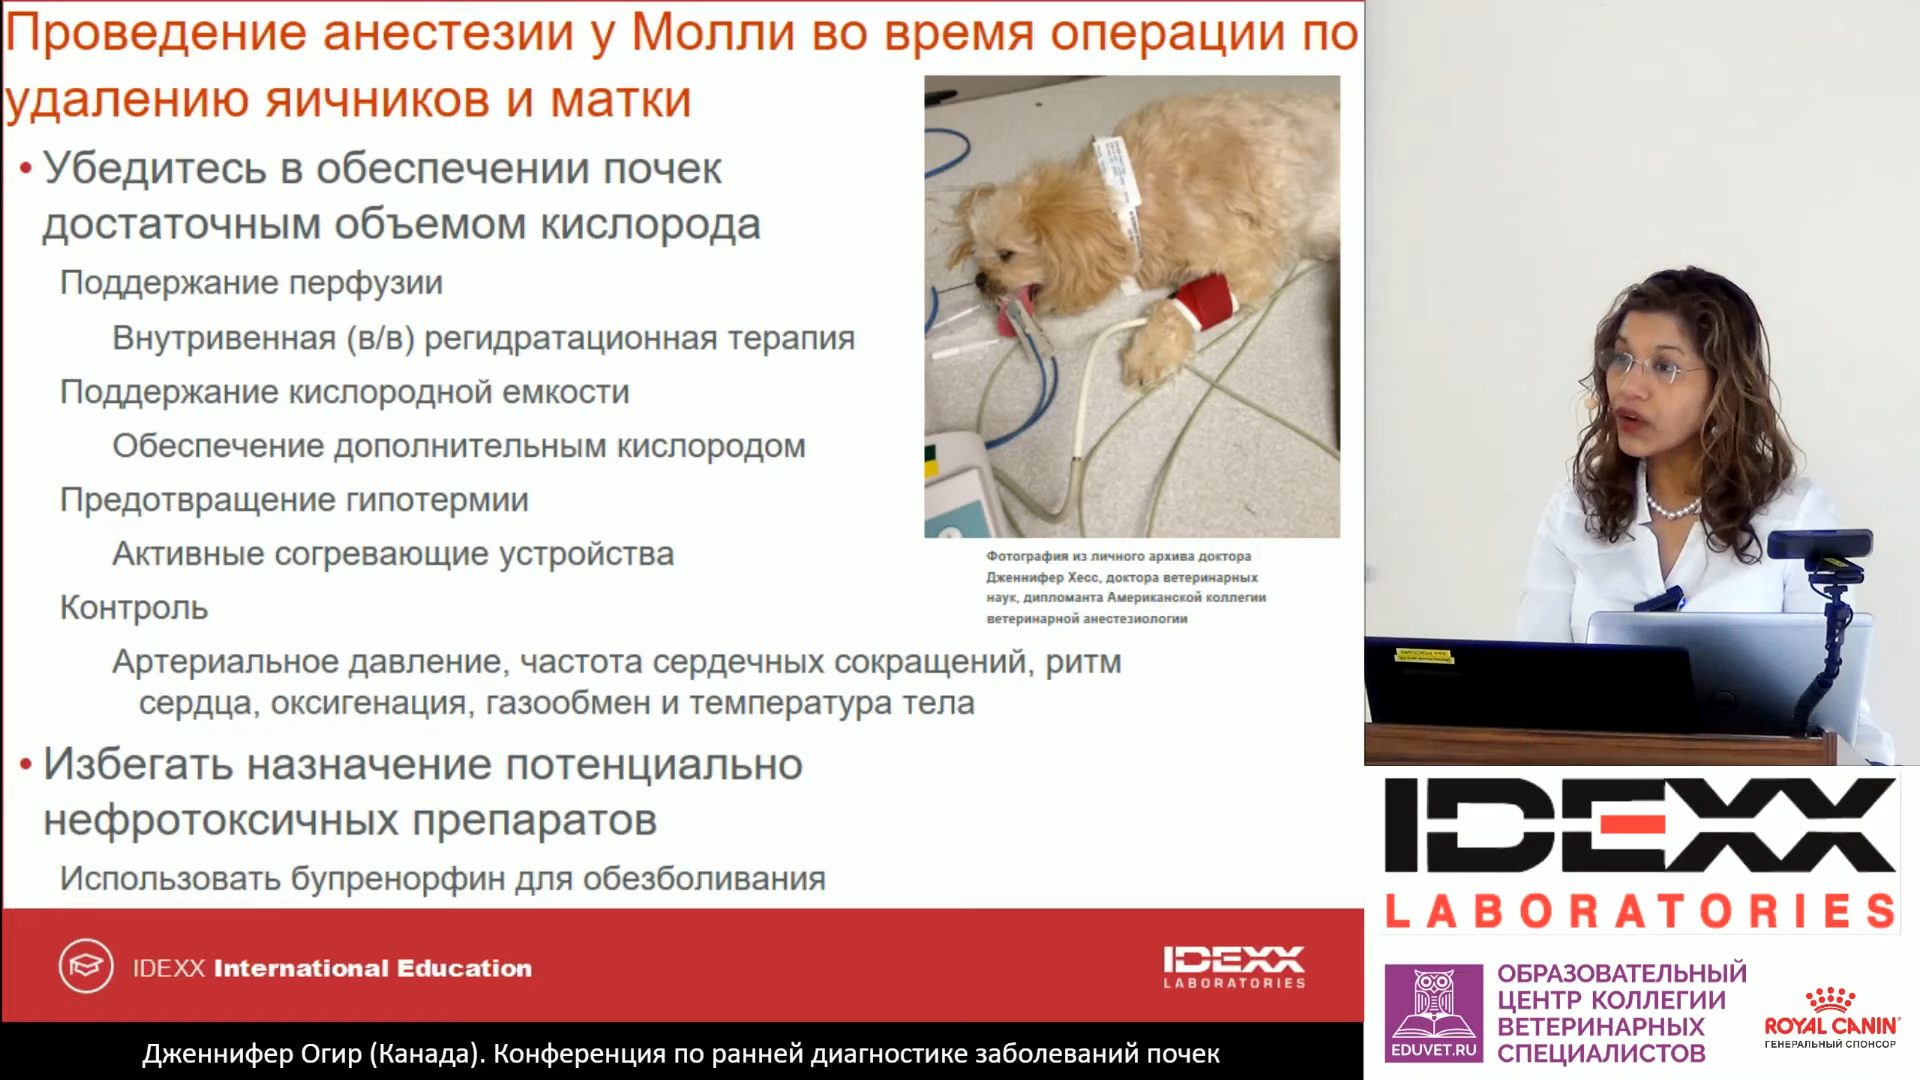 Проведение анестезии у Молли во время операции по
удалению яичников и матки
• Убедитесь в обеспечении почек
достаточным объемом кислорода
Поддержание перфузии
Внутривенная (в/в) регидратационная терапия
Поддержание кислородной емкости
Обеспечение дополнительным кислородом
Предотвращение гипотермии
Активные согревающие устройства
Контроль
Артериальное давление, частота сердечных сокращений, ритм
сердца, оксигенация, газообмен и температура тела
• Избегать назначение потенциально
нефротоксичных препаратов
Использовать бупренорфин для обезболивания
Фотография из личного архива доктора
Дженнифер Хесс, доктора ветеринарных
наук, дипломанта Американской коллегии
ветеринарной анестезиологии
IDEXX International Education
IDEXX
LABORATORIES
Дженнифер Огир (Канада). Конференция по ранней диагностике заболеваний почек
IDEXX
LABORATORIES
EDUVET.RU
ОБРАЗОВАТЕЛЬНЫЙ
ЦЕНТР КОЛЛЕГИИ
ВЕТЕРИНАРНЫХ
СПЕЦИАЛИСТОВ
ROYAL CANIN
ГЕНЕРАЛЬНЫЙ СПОНСОР